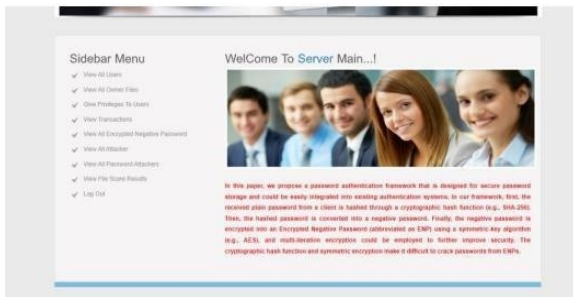 Sidebar Menu
View All Users
View All Owner Files
Give Privileges To Users
View Transactions
View All Encrypted Negative Password
View All Attacker
View All Password Attackers
View File Score Results
Log Out
WelCome To Server Main...!
In this paper, we propose a password authentication framework that is designed for secure password
storage and could be easily integrated into existing authentication systems. In our framework, first, the
received plain password from a client is hashed through a cryptographic hash function (e.g., SHA-256).
Then, the hashed password is converted into a negative password. Finally, the negative password is
encrypted into an Encrypted Negative Password (abbreviated as ENP) using a symmetric-key algorithm
(e.g., AES), and multi-iteration encryption could be employed to further improve security. The
cryptographic hash function and symmetric encryption make it difficult to crack passwords from ENPs.